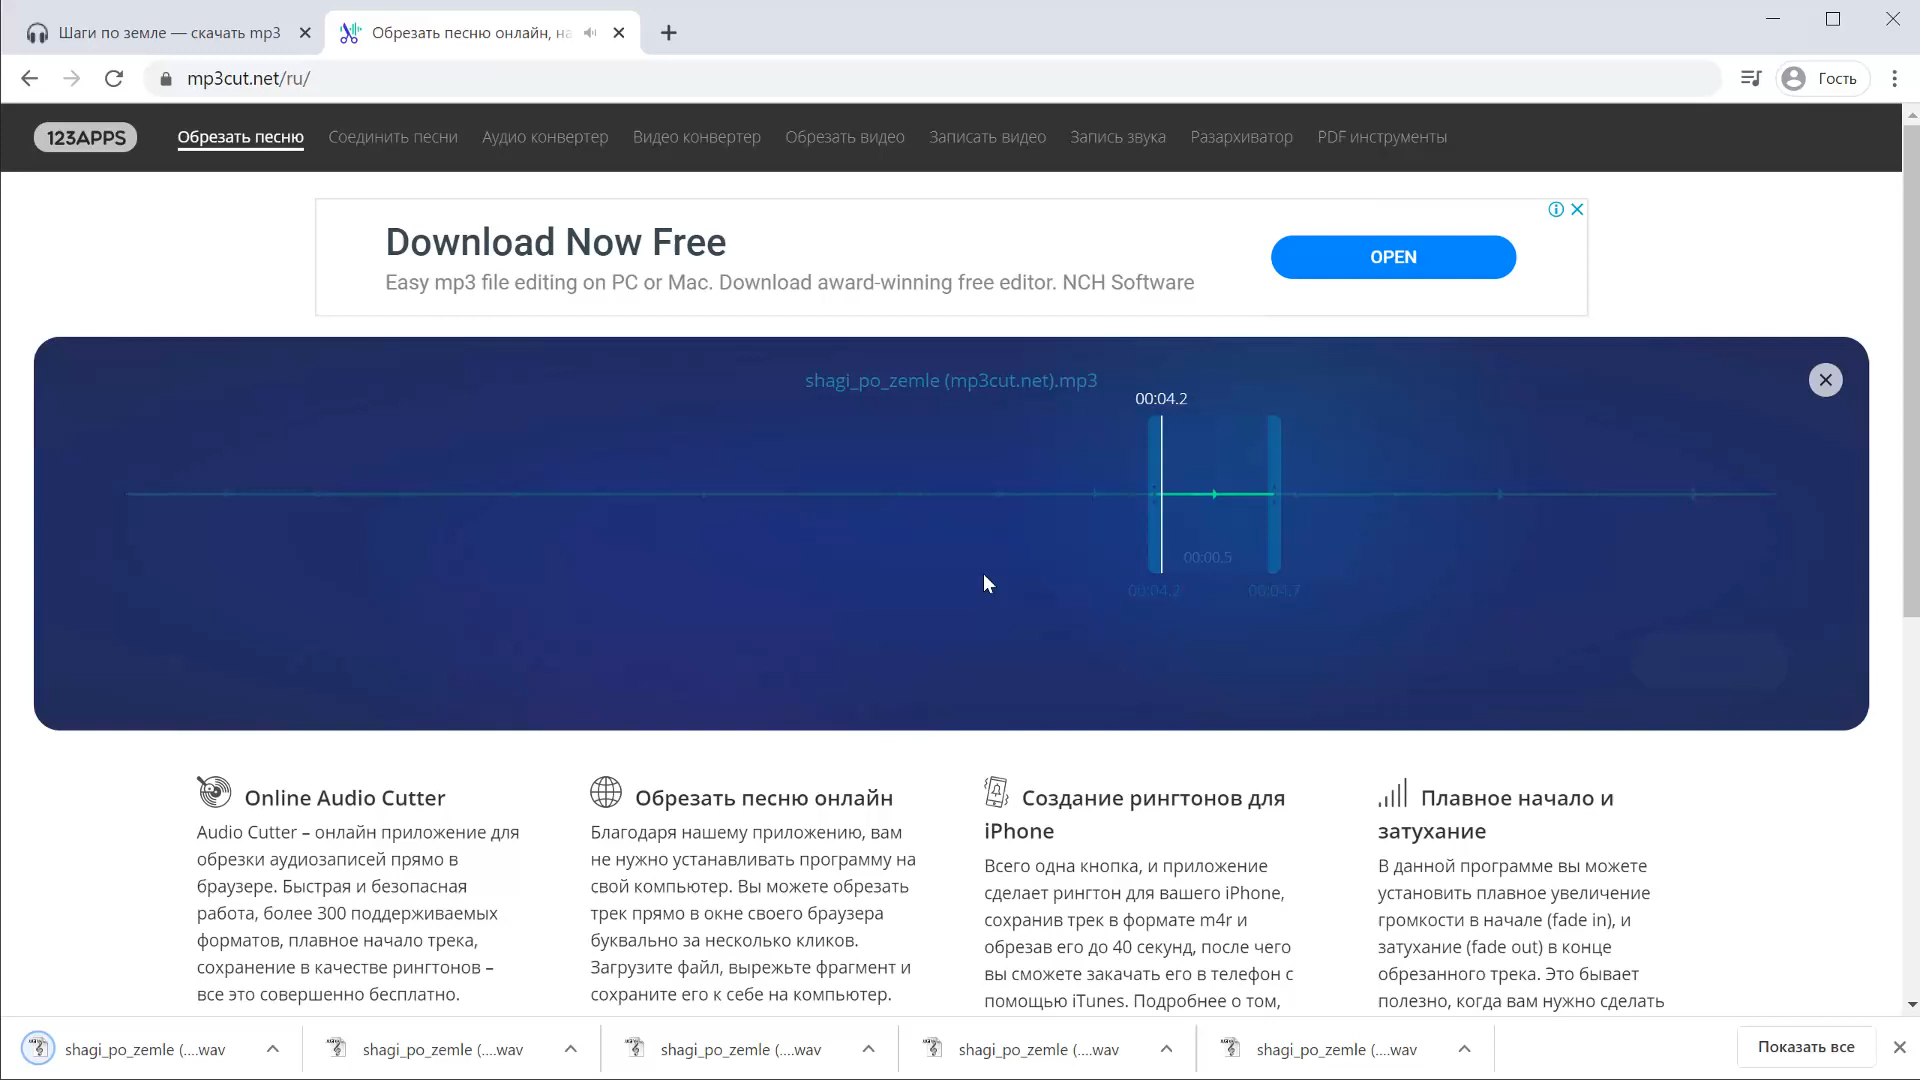 Шаги по земле — скачать mp3
Обрезать песню онлайн, на
mp3cut.net/ru/
Гость
123APPS
Обрезать песню
Соединить песни
Аудио конвертер
Видео конвертер
Обрезать видео
Записать видео
Запись звука
Разархиватор
PDF инструменты
Download Now Free
Easy mp3 file editing on PC or Mac. Download award-winning free editor. NCH Software
OPEN
shagi_po_zemle (mp3cut.net).mp3
00:04.2
00:00.5
00:04.2
00:04.7
Online Audio Cutter
Audio Cutter – онлайн приложение для
обрезки аудиозаписей прямо в
браузере. Быстрая и безопасная
работа, более 300 поддерживаемых
форматов, плавное начало трека,
сохранение в качестве рингтонов –
все это совершенно бесплатно.
Обрезать песню онлайн
Благодаря нашему приложению, вам
не нужно устанавливать программу на
свой компьютер. Вы можете обрезать
трек прямо в окне своего браузера
буквально за несколько кликов.
Загрузите файл, вырежьте фрагмент и
сохраните его к себе на компьютер.
Создание рингтонов для
iPhone
Всего одна кнопка, и приложение
сделает рингтон для вашего iPhone,
сохранив трек в формате m4r и
обрезав его до 40 секунд, после чего
вы сможете закачать его в телефон с
помощью iTunes. Подробнее о том,
Плавное начало и
затухание
В данной программе вы можете
установить плавное увеличение
громкости в начале (fade in), и
затухание (fade out) в конце
обрезанного трека. Это бывает
полезно, когда вам нужно сделать
shagi_po_zemle (....wav
shagi_po_zemle (....wav
shagi_po_zemle (....wav
shagi_po_zemle (....wav
shagi_po_zemle (....wav
Показать все